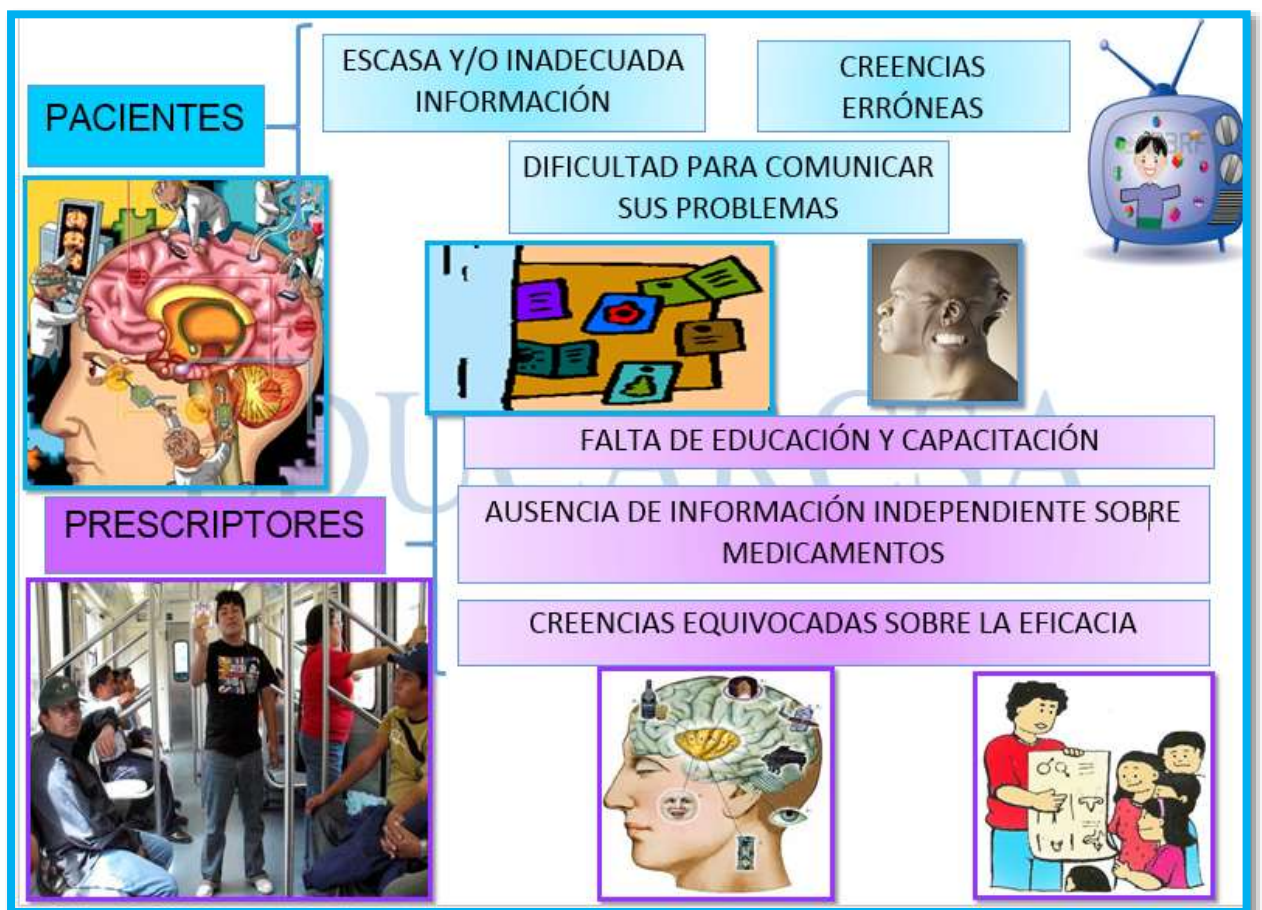 PACIENTES
ESCASA Y/O INADECUADA
INFORMACIÓN
CREENCIAS
ERRÓNEAS
DIFICULTAD PARA COMUNICAR
SUS PROBLEMAS
PRESCRIPTORES
FALTA DE EDUCACIÓN Y CAPACITACIÓN
AUSENCIA DE INFORMACIÓN INDEPENDIENTE SOBRE
MEDICAMENTOS
CREENCIAS EQUIVOCADAS SOBRE LA EFICACIA